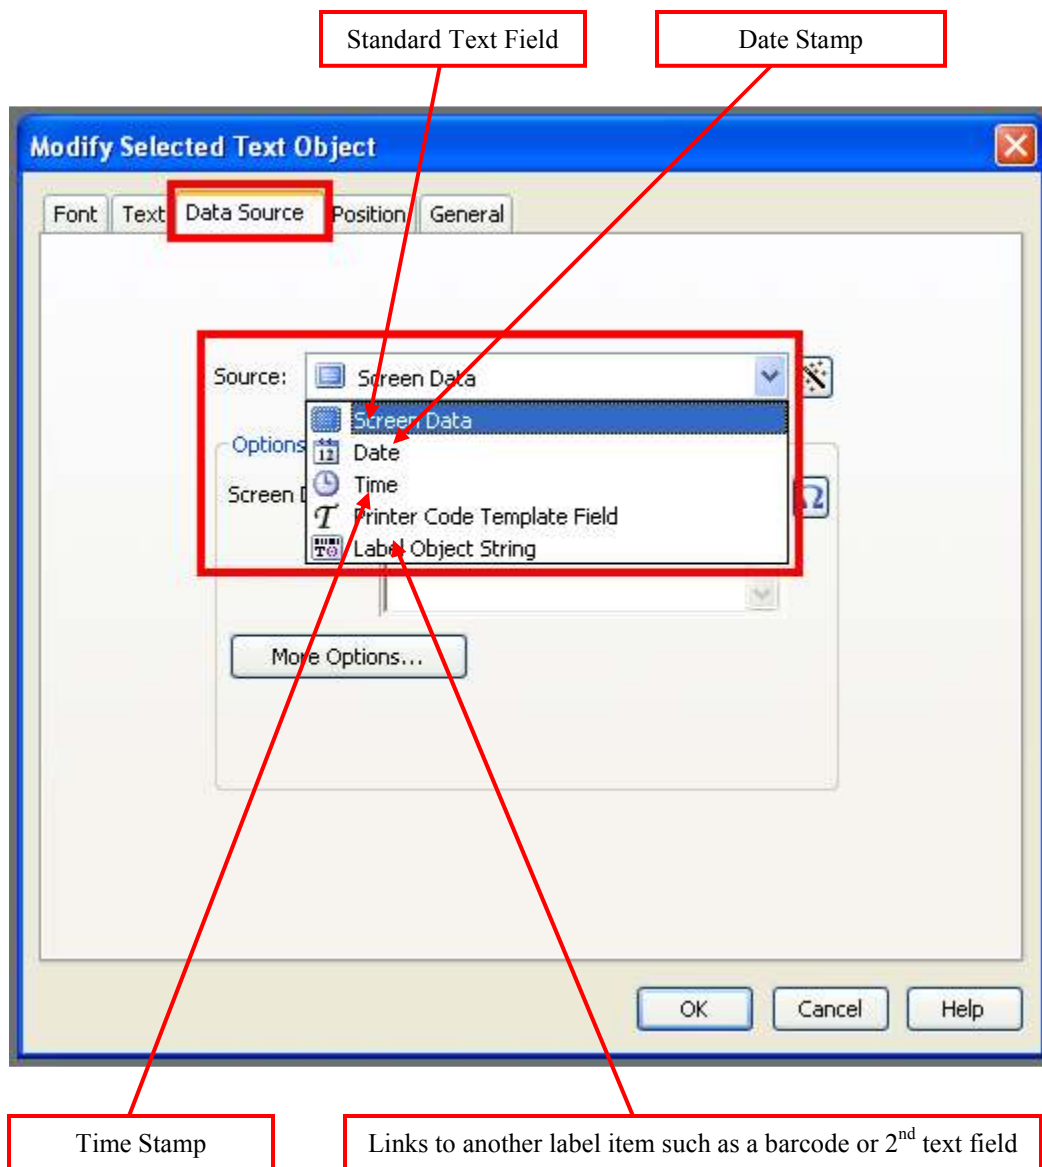 Standard Text Field Date Stamp
Modify Selected Text Object
Font Text Data Source Position General
Source: Screen Data
Screen Data
Options Date
Screen D Time
Printer Code Template Field
Label Object String
More Options...
OK Cancel Help
Time Stamp Links to another label item such as a barcode or 2nd text field